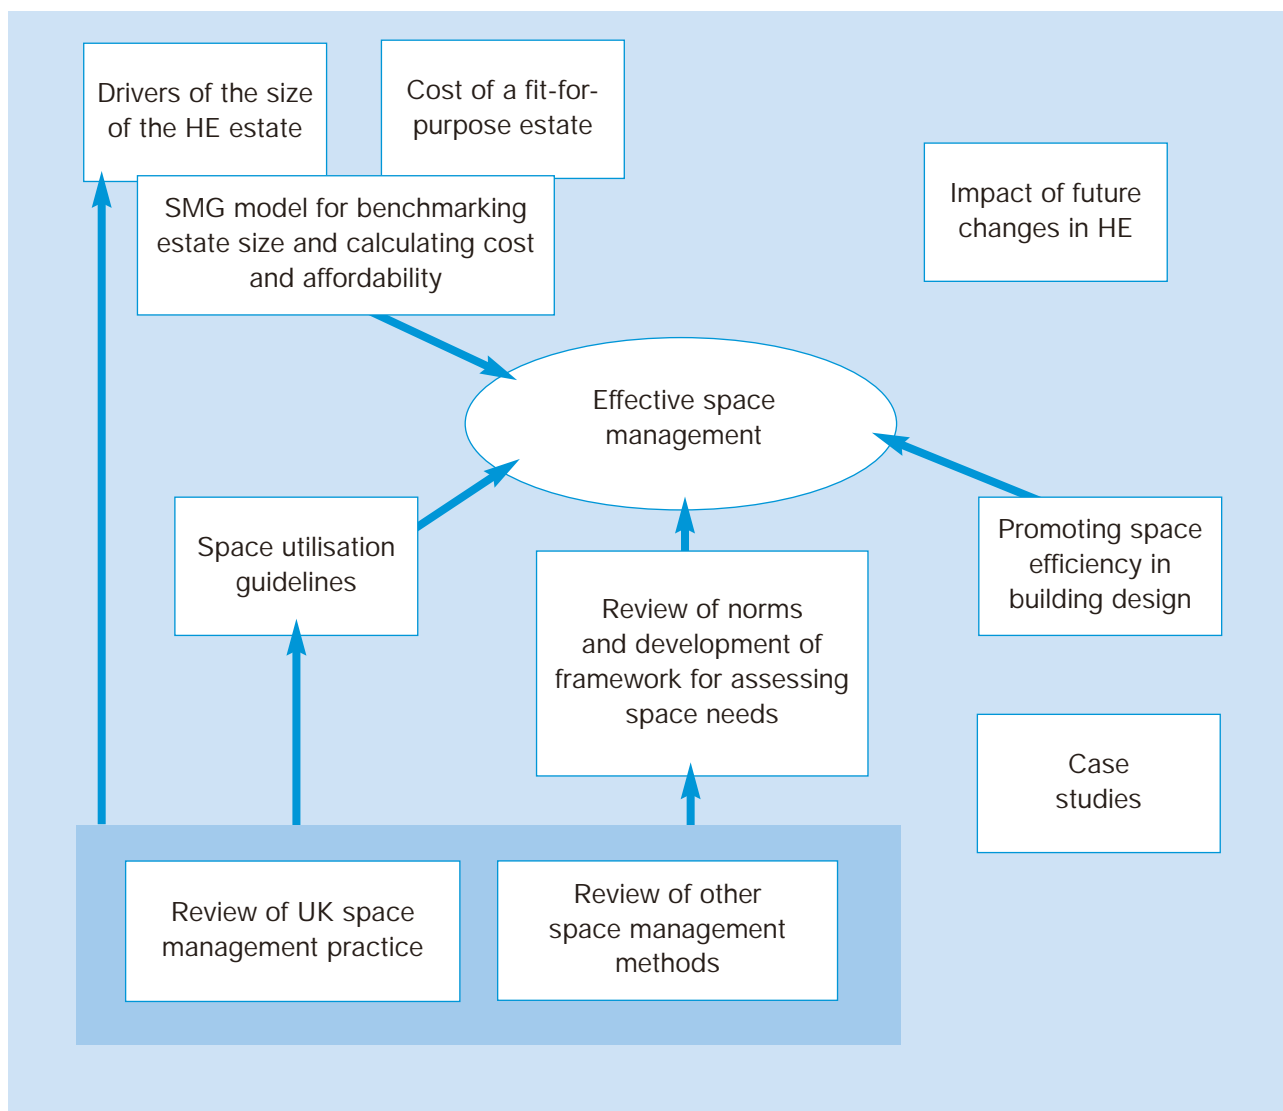 Drivers of the size
of the HE estate
Cost of a fit-for-
purpose estate
SMG model for benchmarking
estate size and calculating cost
and affordability
Impact of future
changes in HE
Effective space
management
Space utilisation
guidelines
Review of norms
and development of
framework for assessing
space needs
Promoting space
efficiency in
building design
Case
studies
Review of UK space
management practice
Review of other
space management
methods